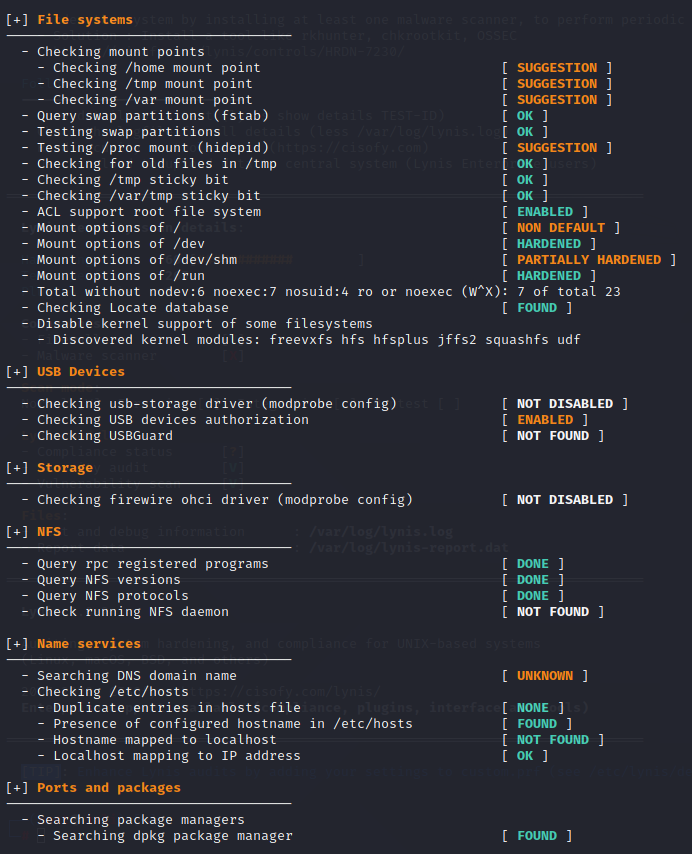 [+] File systems
- Checking mount points
- Checking /home mount point [ SUGGESTION ]
- Checking /tmp mount point [ SUGGESTION ]
- Checking /var mount point [ SUGGESTION ]
- Query swap partitions (fstab) [ OK ]
- Testing swap partitions [ OK ]
- Testing /proc mount (hidepid) [ SUGGESTION ]
- Checking for old files in /tmp [ OK ]
- Checking /tmp sticky bit [ OK ]
- Checking /var/tmp sticky bit [ OK ]
- ACL support root file system [ ENABLED ]
- Mount options of / [ NON DEFAULT ]
- Mount options of /dev [ HARDENED ]
- Mount options of /dev/shm [ PARTIALLY HARDENED ]
- Mount options of /run [ HARDENED ]
- Total without nodev:6 noexec:7 nosuid:4 ro or noexec (W^X): 7 of total 23
- Checking Locate database [ FOUND ]
- Disable kernel support of some filesystems
- Discovered kernel modules: freevxfs hfs hfsplus jffs2 squashfs udf
[+] USB Devices
- Checking usb-storage driver (modprobe config) [ NOT DISABLED ]
- Checking USB devices authorization [ ENABLED ]
- Checking USBGuard [ NOT FOUND ]
[+] Storage
- Checking firewire ohci driver (modprobe config) [ NOT DISABLED ]
[+] NFS
- Query rpc registered programs [ DONE ]
- Query NFS versions [ DONE ]
- Query NFS protocols [ DONE ]
- Check running NFS daemon [ NOT FOUND ]
[+] Name services
- Searching DNS domain name [ UNKNOWN ]
- Checking /etc/hosts
- Duplicate entries in hosts file [ NONE ]
- Presence of configured hostname in /etc/hosts [ FOUND ]
- Hostname mapped to localhost [ NOT FOUND ]
- Localhost mapping to IP address [ OK ]
[+] Ports and packages
- Searching package managers
- Searching dpkg package manager [ FOUND ]